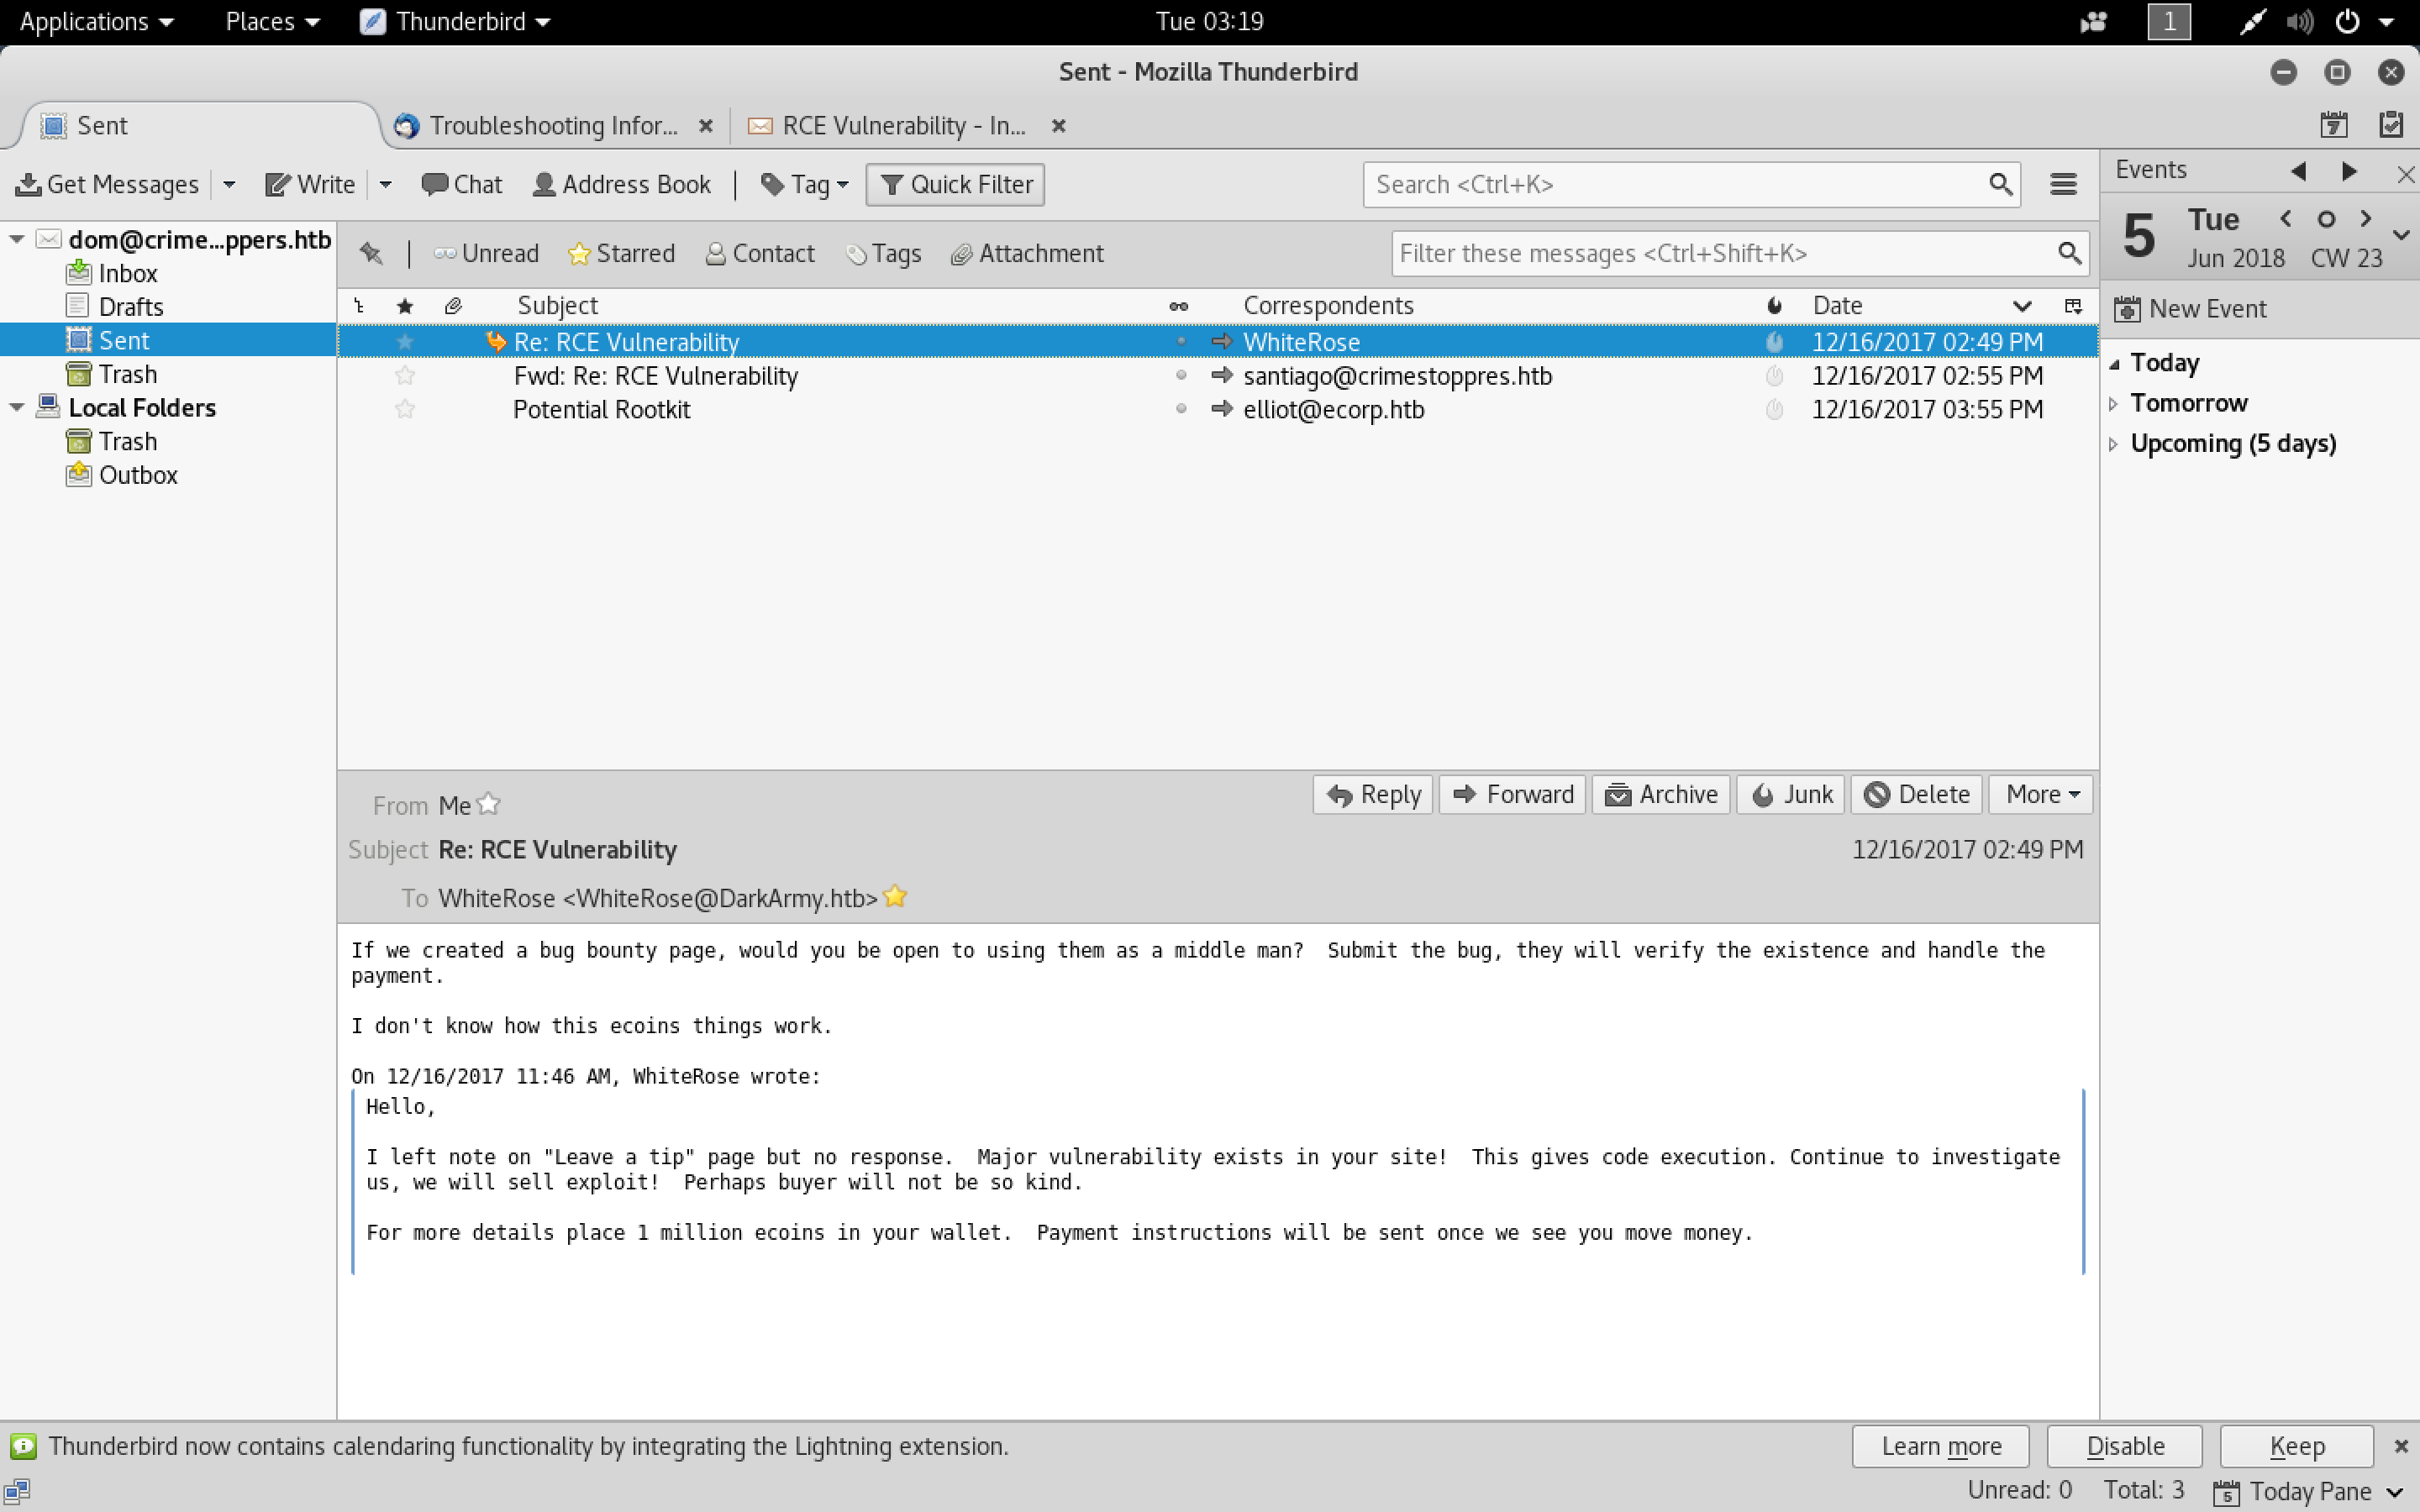 Applications Places Thunderbird Tue 03:19 1
Sent - Mozilla Thunderbird
Sent Troubleshooting Infor... RCE Vulnerability - In...
Get Messages Write Chat Address Book Tag Quick Filter Search <Ctrl+K>
Unread Starred Contact Tags Attachment Filter these messages <Ctrl+Shift+K>
dom@crime...ppers.htb
Inbox
Drafts
Sent
Trash
Local Folders
Trash
Outbox
Subject Correspondents Date
Re: RCE Vulnerability WhiteRose 12/16/2017 02:49 PM
Fwd: Re: RCE Vulnerability santiago@crimestoppres.htb 12/16/2017 02:55 PM
Potential Rootkit elliot@ecorp.htb 12/16/2017 03:55 PM
Events
7
5 Tue
Jun 2018 CW 23
New Event
Today
Tomorrow
Upcoming (5 days)
From Me Reply Forward Archive Junk Delete More
Subject Re: RCE Vulnerability 12/16/2017 02:49 PM
To WhiteRose <WhiteRose@DarkArmy.htb>
If we created a bug bounty page, would you be open to using them as a middle man?  Submit the bug, they will verify the existence and handle the
payment.
I don't know how this ecoins things work.
On 12/16/2017 11:46 AM, WhiteRose wrote:
Hello,
I left note on "Leave a tip" page but no response.  Major vulnerability exists in your site!  This gives code execution. Continue to investigate
us, we will sell exploit!  Perhaps buyer will not be so kind.
For more details place 1 million ecoins in your wallet.  Payment instructions will be sent once we see you move money.
Thunderbird now contains calendaring functionality by integrating the Lightning extension. Learn more Disable Keep
Unread: 0 Total: 3 5 Today Pane